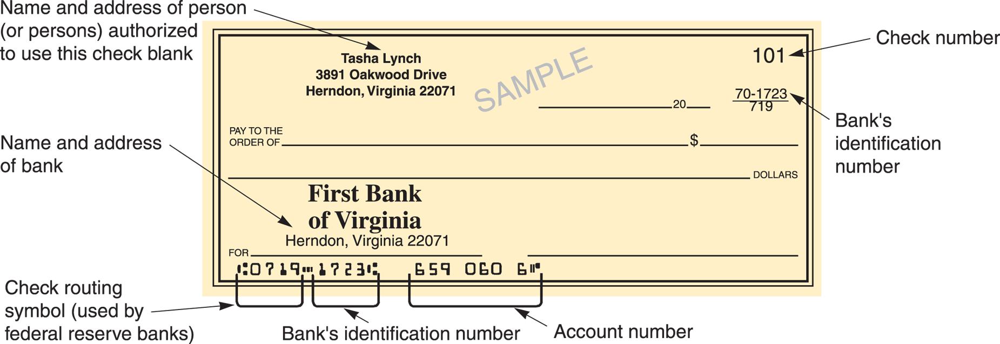 Name and address of person
(or persons) authorized
to use this check blank
Check number
Tasha Lynch
3891 Oakwood Drive
Herndon, Virginia 22071
SAMPLE
101
20
70-1723
719
Bank's
identification
number
PAY TO THE
ORDER OF
$
Name and address
of bank
DOLLARS
First Bank
of Virginia
Herndon, Virginia 22071
FOR
⑆0719⑉1723⑆ 659 060 6⑈
Check routing
symbol (used by
federal reserve banks)
Bank's identification number
Account number